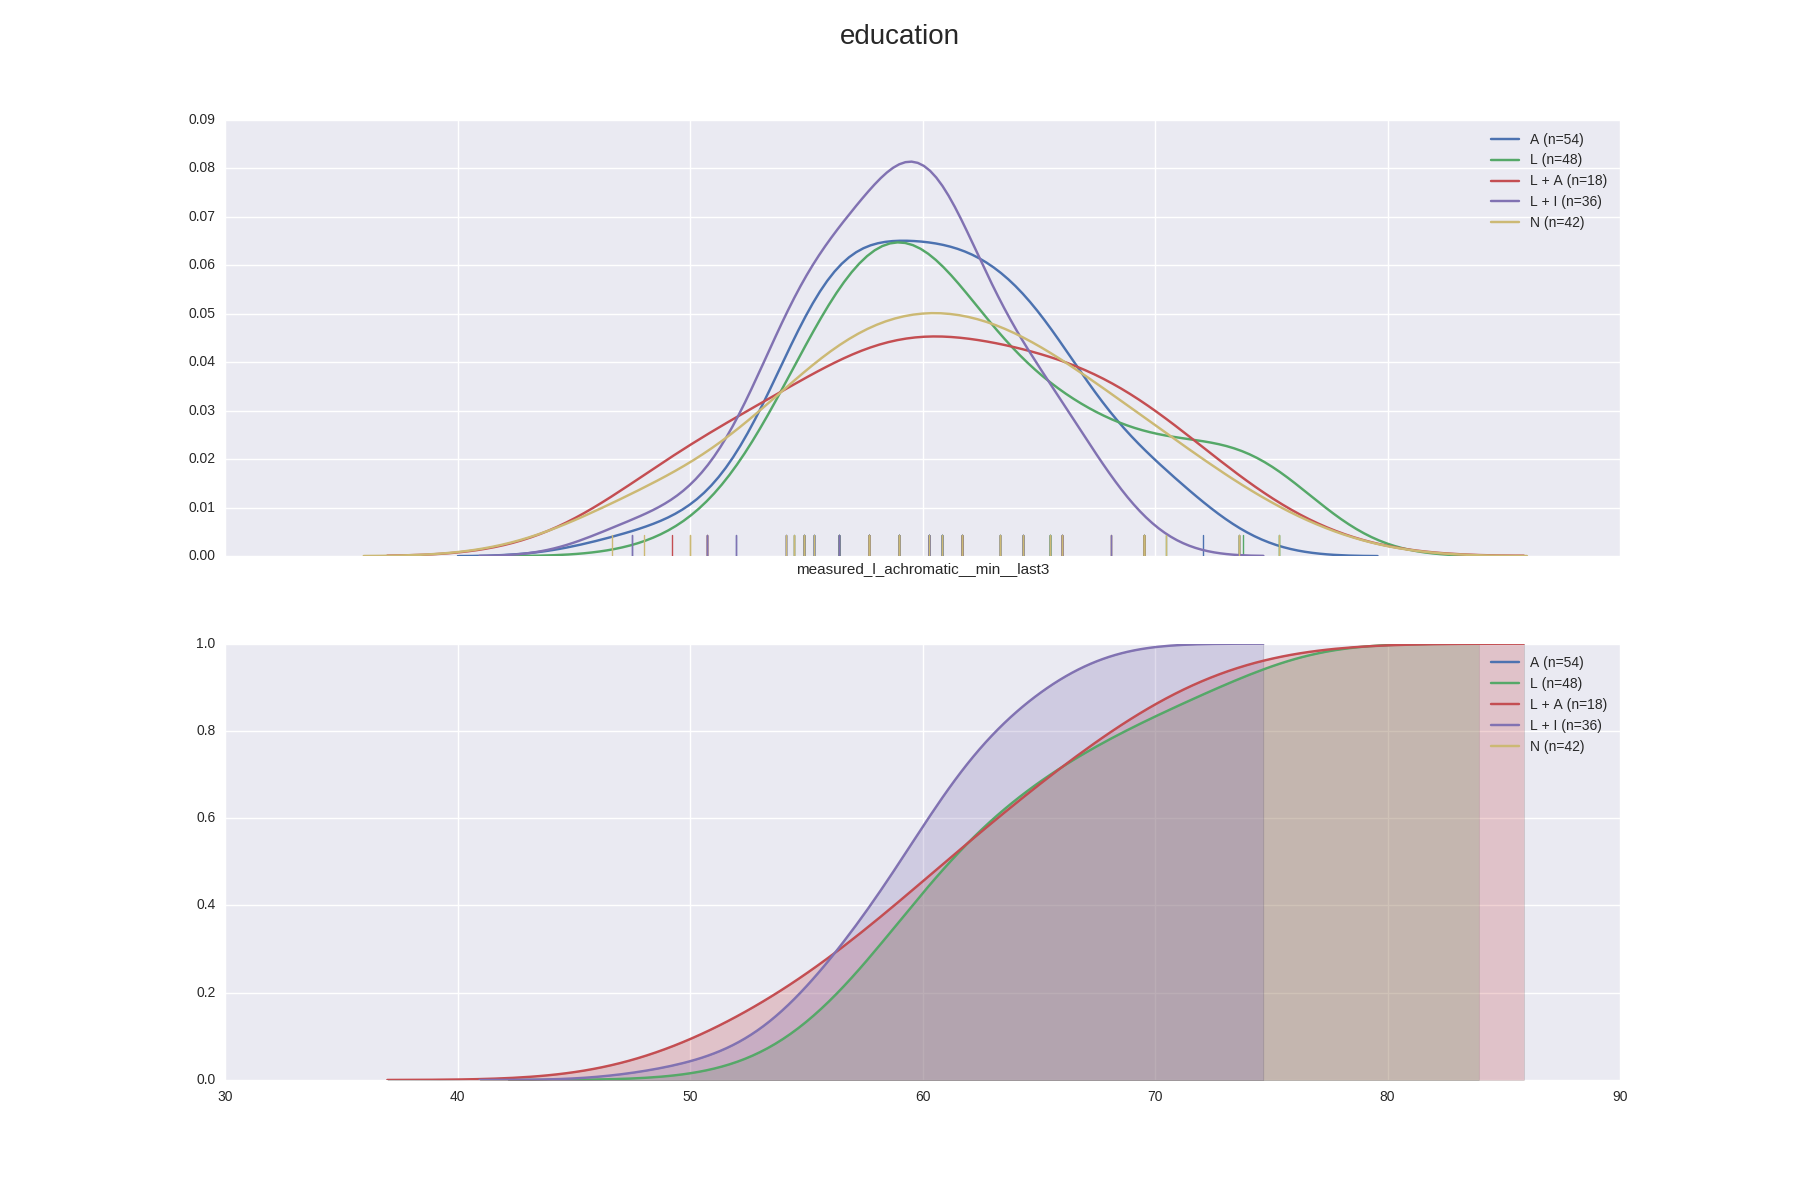 education
0.09
0.08
0.07
0.06
0.05
0.04
0.03
0.02
0.01
0.00
A (n=54)
L (n=48)
L + A (n=18)
L + I (n=36)
N (n=42)
measured_l_achromatic__min__last3
1.0
0.8
0.6
0.4
0.2
0.0
A (n=54)
L (n=48)
L + A (n=18)
L + I (n=36)
N (n=42)
30 40 50 60 70 80 90